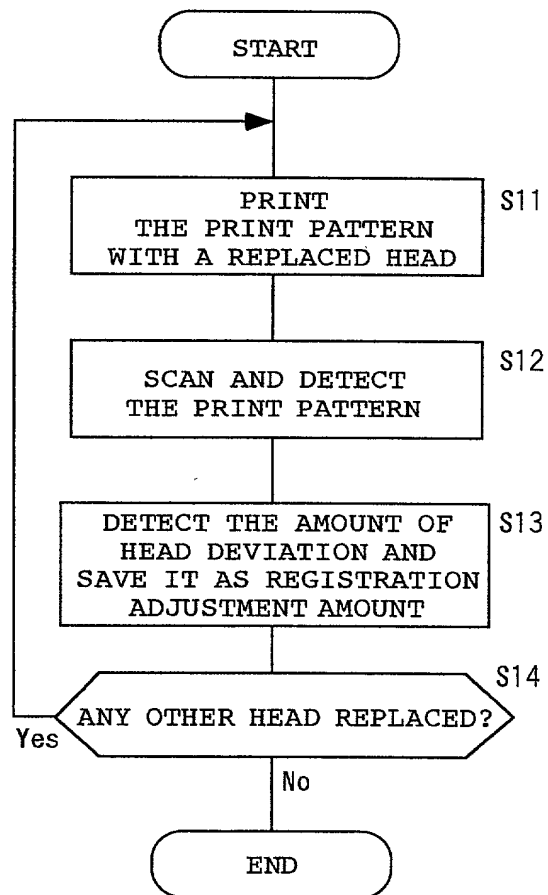 START
PRINT
THE PRINT PATTERN
WITH A REPLACED HEAD
S11
SCAN AND DETECT
THE PRINT PATTERN
S12
DETECT THE AMOUNT OF
HEAD DEVIATION AND
SAVE IT AS REGISTRATION
ADJUSTMENT AMOUNT
S13
ANY OTHER HEAD REPLACED?
S14
Yes
No
END